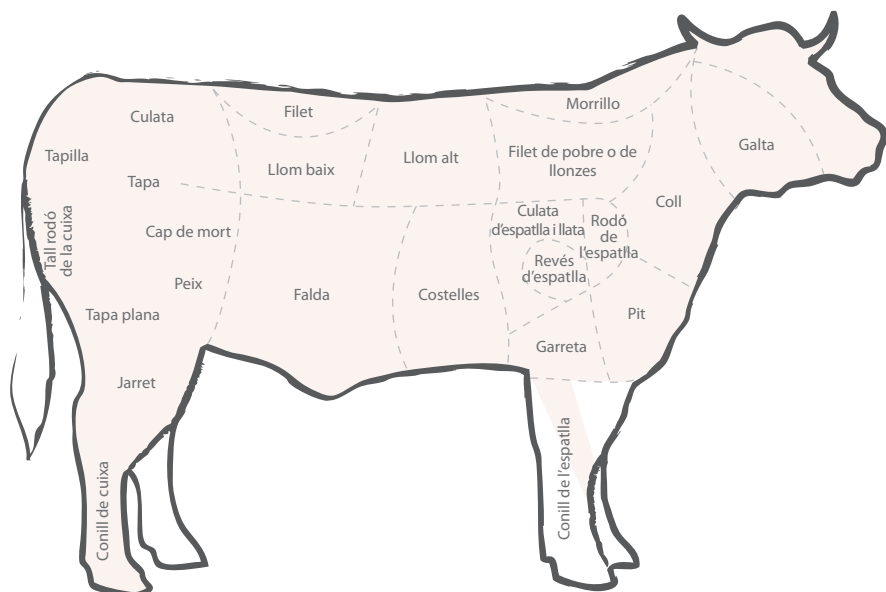 Filet
Morrillo
Culata
Galta
Tapilla
Llom baix
Llom alt
Filet de pobre o de
llonzes
Tapa
Coll
Tall rodó
de la cuixa
Cap de mort
Culata
d'espatlla i llata
Rodó
de
l'espatlla
Revés
d'espatlla
Peix
Falda
Costelles
Tapa plana
Pit
Garreta
Jarret
Conill de cuixa
Conill de l'espatlla